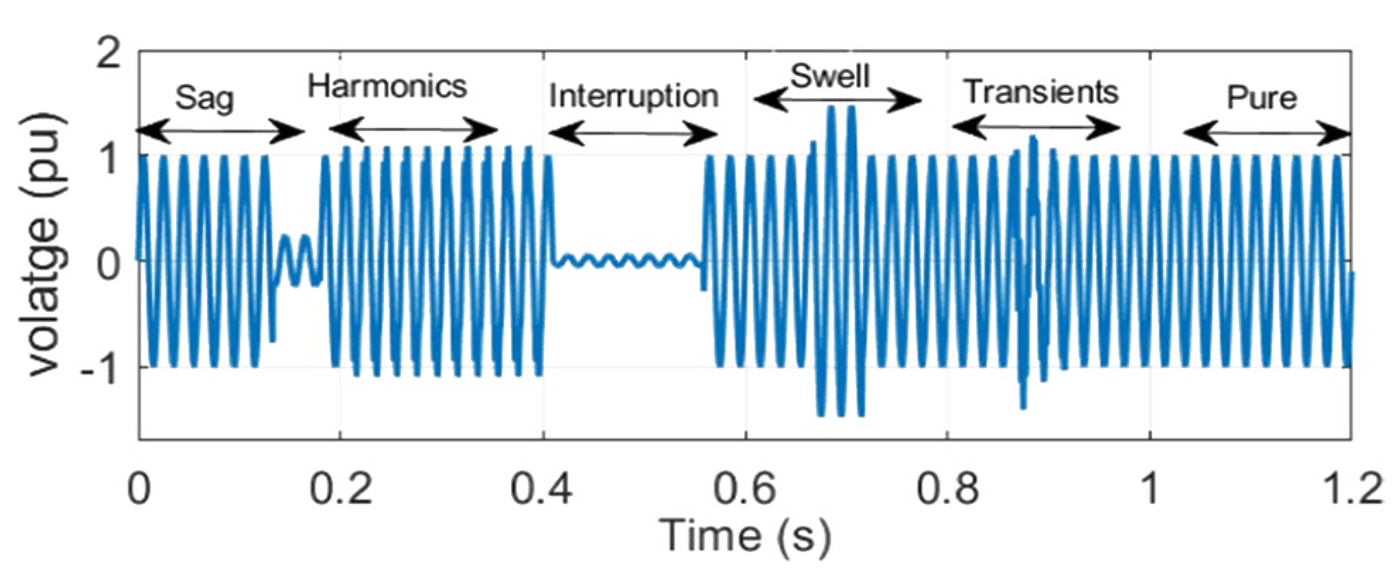 2
1
0
-1
volatge (pu)
Sag
Harmonics
Interruption
Swell
Transients
Pure
0 0.2 0.4 0.6 0.8 1 1.2
Time (s)